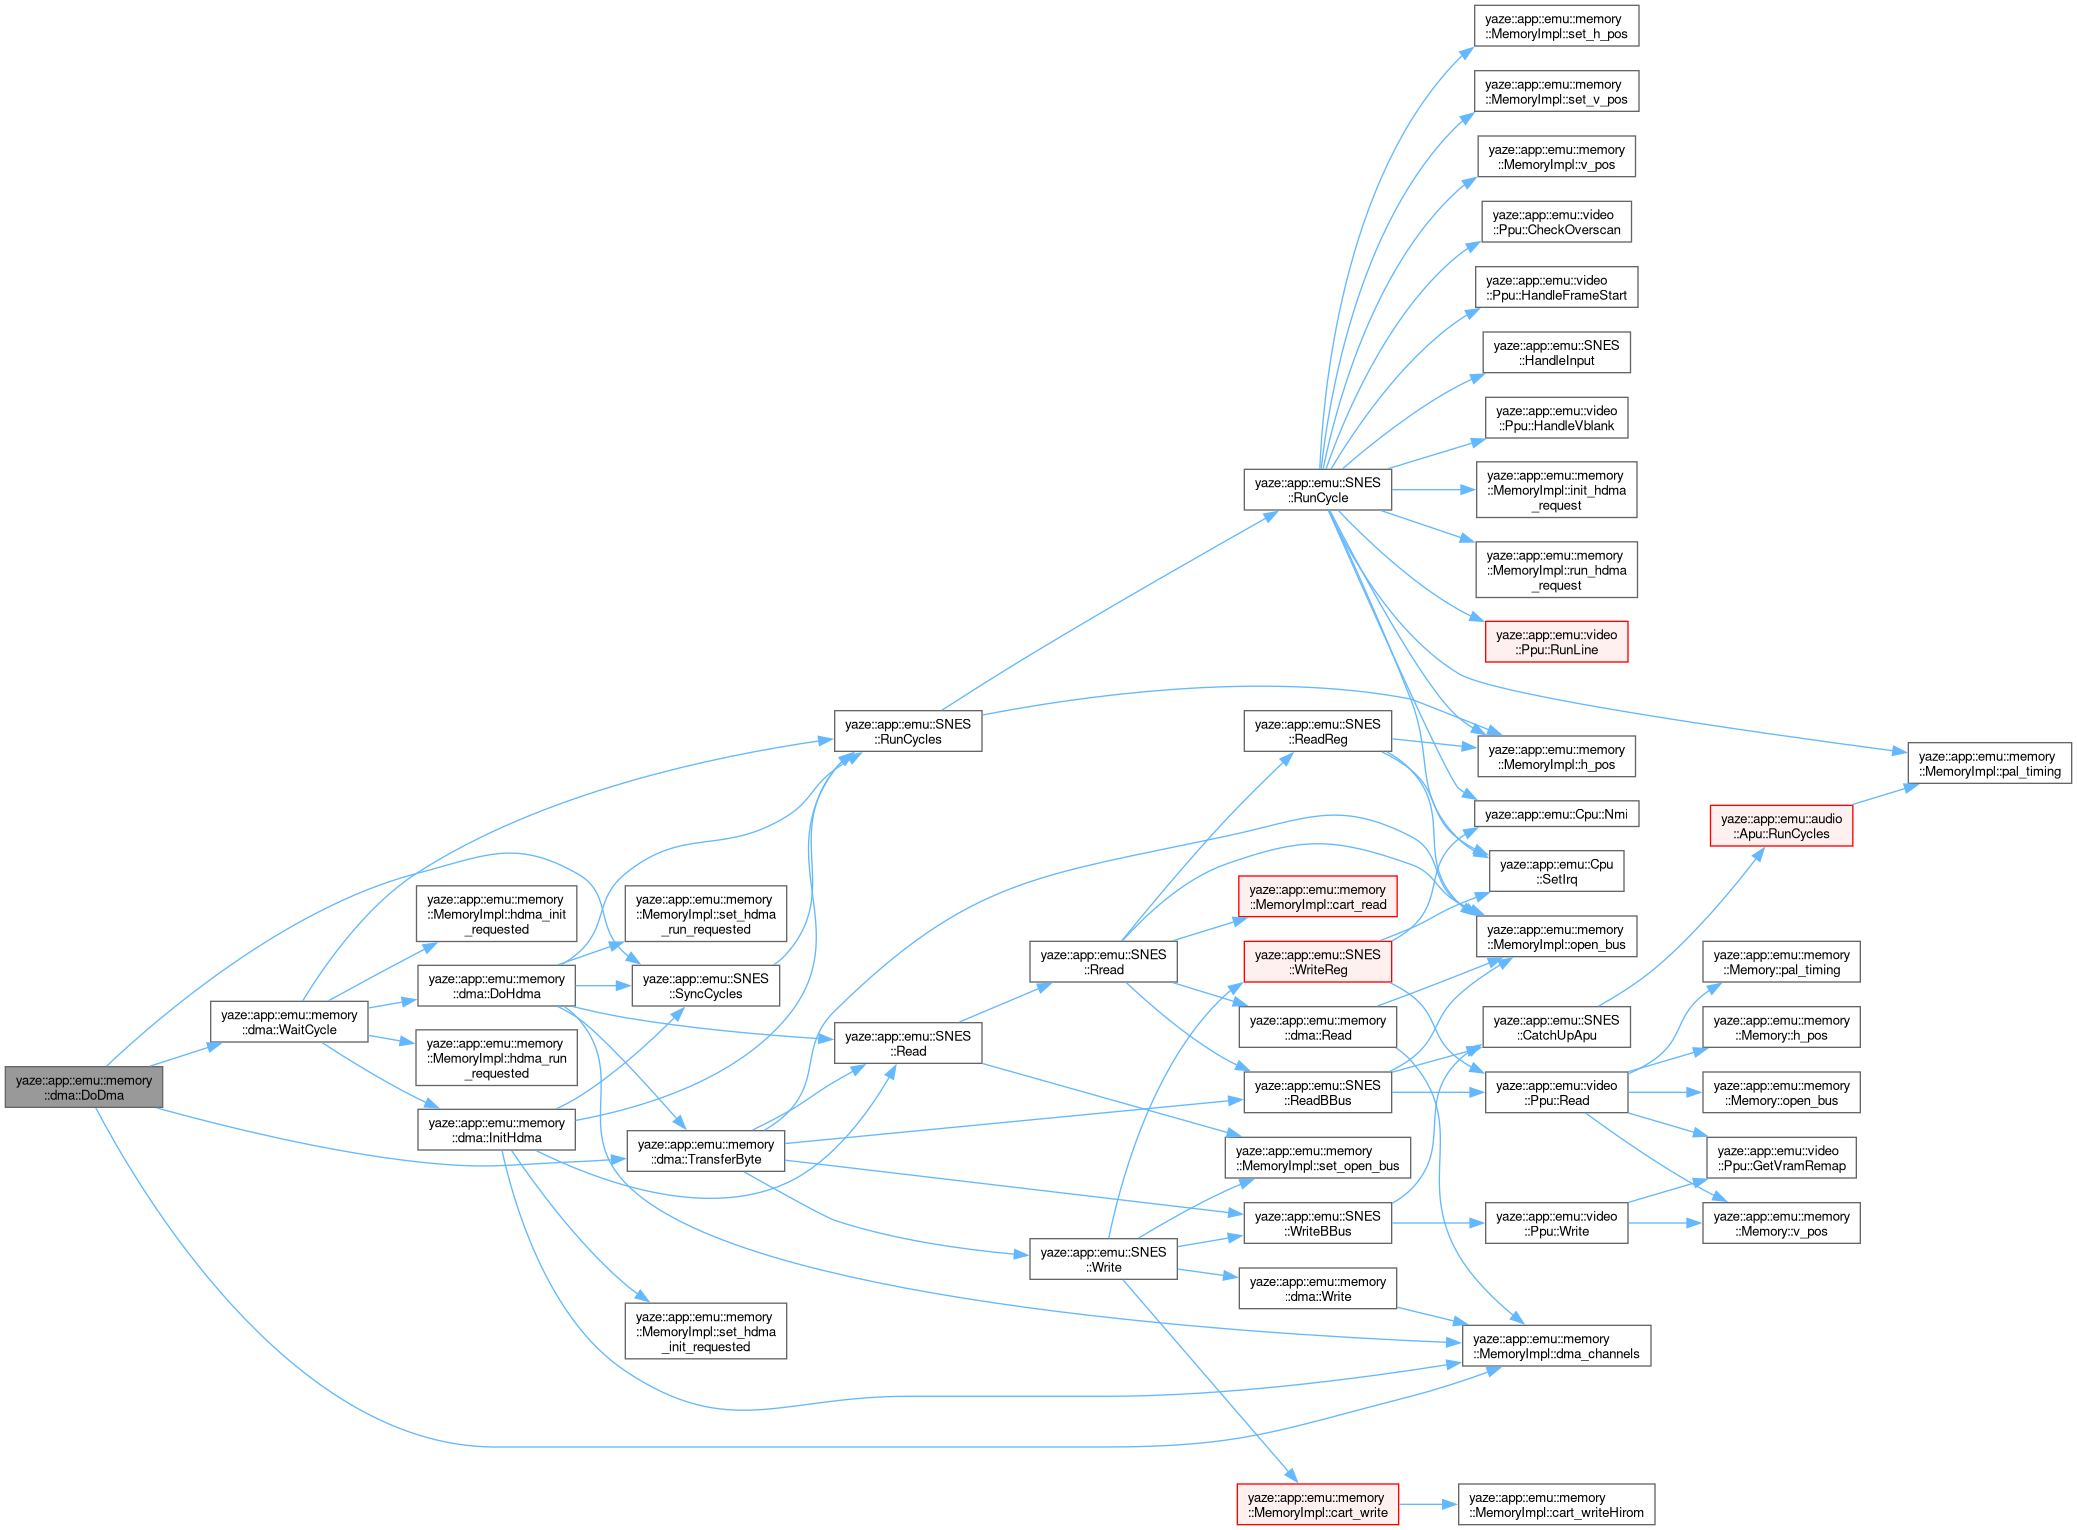 yaze::app::emu::memory
::MemoryImpl::set_h_pos
yaze::app::emu::memory
::MemoryImpl::set_v_pos
yaze::app::emu::memory
::MemoryImpl::v_pos
yaze::app::emu::video
::Ppu::CheckOverscan
yaze::app::emu::video
::Ppu::HandleFrameStart
yaze::app::emu::SNES
::HandleInput
yaze::app::emu::video
::Ppu::HandleVblank
yaze::app::emu::SNES
::RunCycle
yaze::app::emu::memory
::MemoryImpl::init_hdma
_request
yaze::app::emu::memory
::MemoryImpl::run_hdma
_request
yaze::app::emu::video
::Ppu::RunLine
yaze::app::emu::SNES
::RunCycles
yaze::app::emu::SNES
::ReadReg
yaze::app::emu::memory
::MemoryImpl::h_pos
yaze::app::emu::memory
::MemoryImpl::pal_timing
yaze::app::emu::Cpu::Nmi
yaze::app::emu::audio
::Apu::RunCycles
yaze::app::emu::Cpu
::SetIrq
yaze::app::emu::memory
::MemoryImpl::hdma_init
_requested
yaze::app::emu::memory
::MemoryImpl::set_hdma
_run_requested
yaze::app::emu::memory
::MemoryImpl::cart_read
yaze::app::emu::memory
::MemoryImpl::open_bus
yaze::app::emu::memory
::dma::DoHdma
yaze::app::emu::SNES
::SyncCycles
yaze::app::emu::SNES
::Rread
yaze::app::emu::SNES
::WriteReg
yaze::app::emu::memory
::Memory::pal_timing
yaze::app::emu::memory
::dma::WaitCycle
yaze::app::emu::SNES
::Read
yaze::app::emu::memory
::dma::Read
yaze::app::emu::SNES
::CatchUpApu
yaze::app::emu::memory
::Memory::h_pos
yaze::app::emu::memory
::MemoryImpl::hdma_run
_requested
yaze::app::emu::memory
::dma::DoDma
yaze::app::emu::SNES
::ReadBBus
yaze::app::emu::video
::Ppu::Read
yaze::app::emu::memory
::Memory::open_bus
yaze::app::emu::memory
::dma::InitHdma
yaze::app::emu::memory
::dma::TransferByte
yaze::app::emu::memory
::MemoryImpl::set_open_bus
yaze::app::emu::video
::Ppu::GetVramRemap
yaze::app::emu::SNES
::WriteBBus
yaze::app::emu::video
::Ppu::Write
yaze::app::emu::memory
::Memory::v_pos
yaze::app::emu::SNES
::Write
yaze::app::emu::memory
::dma::Write
yaze::app::emu::memory
::MemoryImpl::set_hdma
_init_requested
yaze::app::emu::memory
::MemoryImpl::dma_channels
yaze::app::emu::memory
::MemoryImpl::cart_write
yaze::app::emu::memory
::MemoryImpl::cart_writeHirom